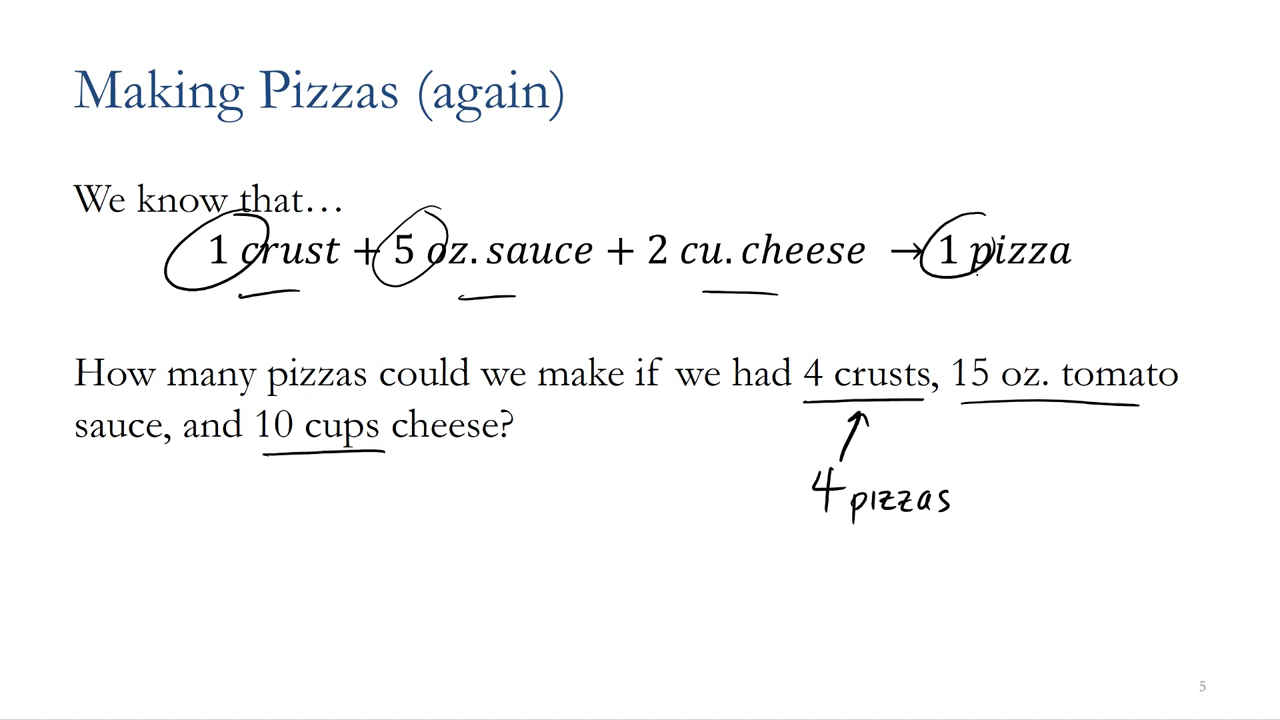 Making Pizzas (again)
We know that…
1 crust + 5 oz. sauce + 2 cu. cheese → 1 pizza
How many pizzas could we make if we had 4 crusts, 15 oz. tomato
sauce, and 10 cups cheese?
4 pizzas
5